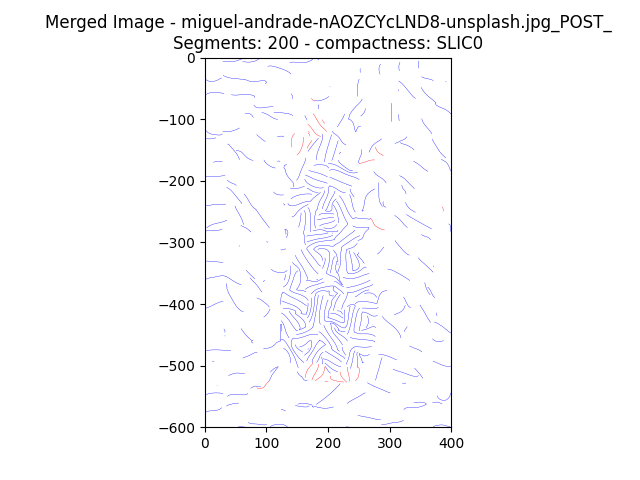 Merged Image - miguel-andrade-nAOZCYcLND8-unsplash.jpg_POST_
Segments: 200 - compactness: SLIC0
0
−100
−200
−300
−400
−500
−600
0 100 200 300 400